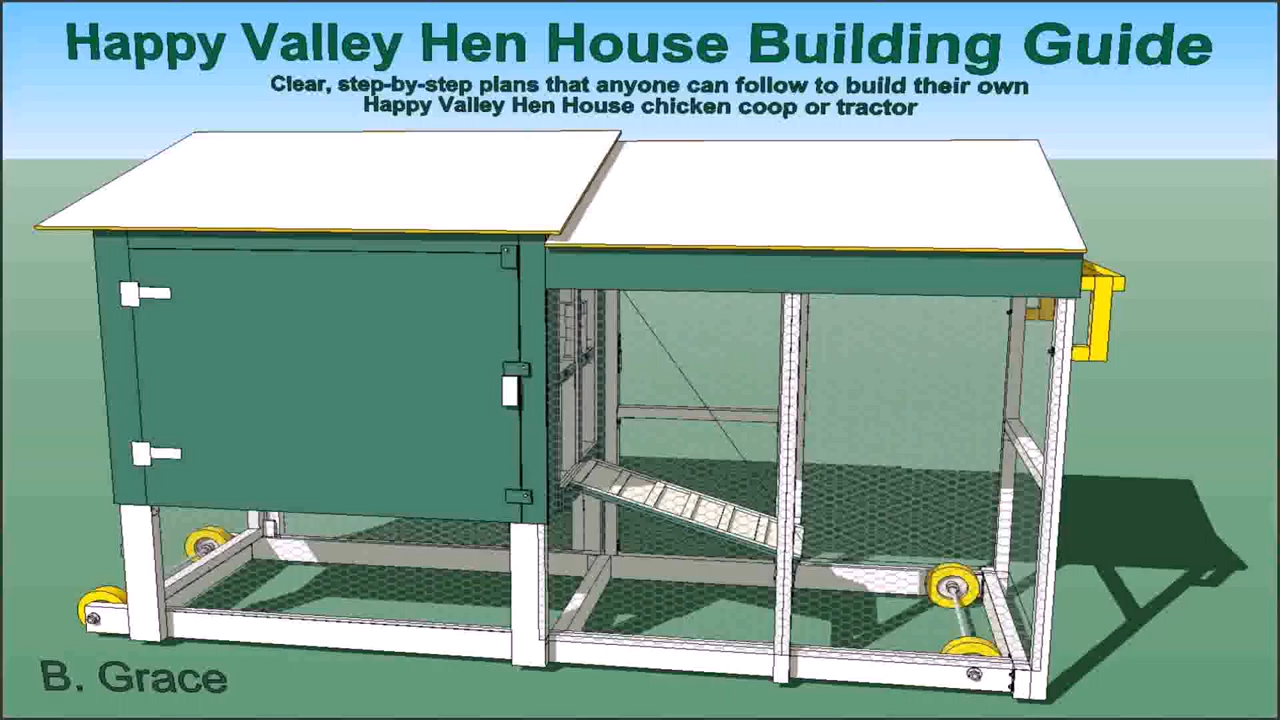 Happy Valley Hen House Building Guide
Clear, step-by-step plans that anyone can follow to build their own
Happy Valley Hen House chicken coop or tractor
B. Grace